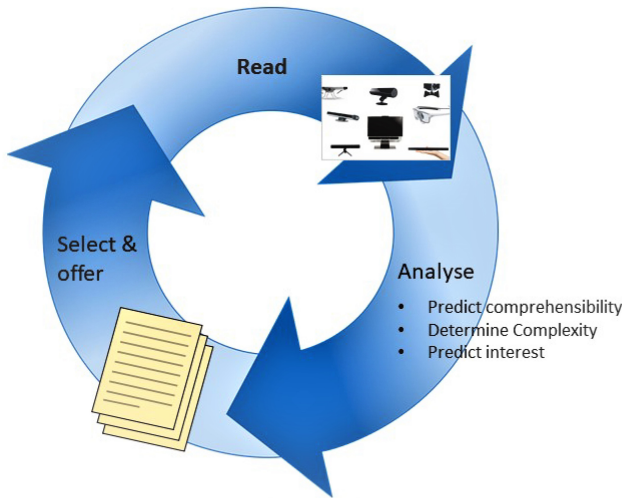 Read
Select &
offer
Analyse
• Predict comprehensibility
• Determine Complexity
• Predict interest